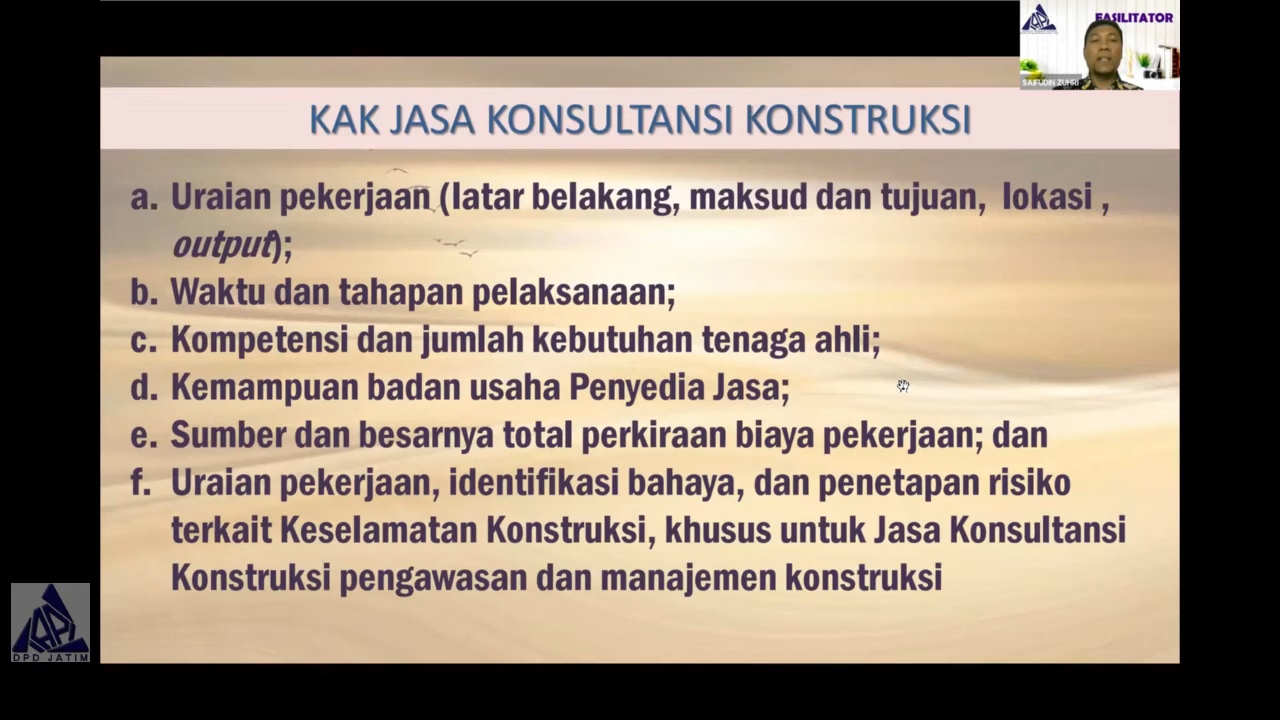 FASILITATOR
SAIFUDIN ZUHRI
KAK JASA KONSULTANSI KONSTRUKSI
a. Uraian pekerjaan (latar belakang, maksud dan tujuan, lokasi ,
output);
b. Waktu dan tahapan pelaksanaan;
c. Kompetensi dan jumlah kebutuhan tenaga ahli;
d. Kemampuan badan usaha Penyedia Jasa;
e. Sumber dan besarnya total perkiraan biaya pekerjaan; dan
f. Uraian pekerjaan, identifikasi bahaya, dan penetapan risiko
terkait Keselamatan Konstruksi, khusus untuk Jasa Konsultansi
Konstruksi pengawasan dan manajemen konstruksi
DPD JATIM